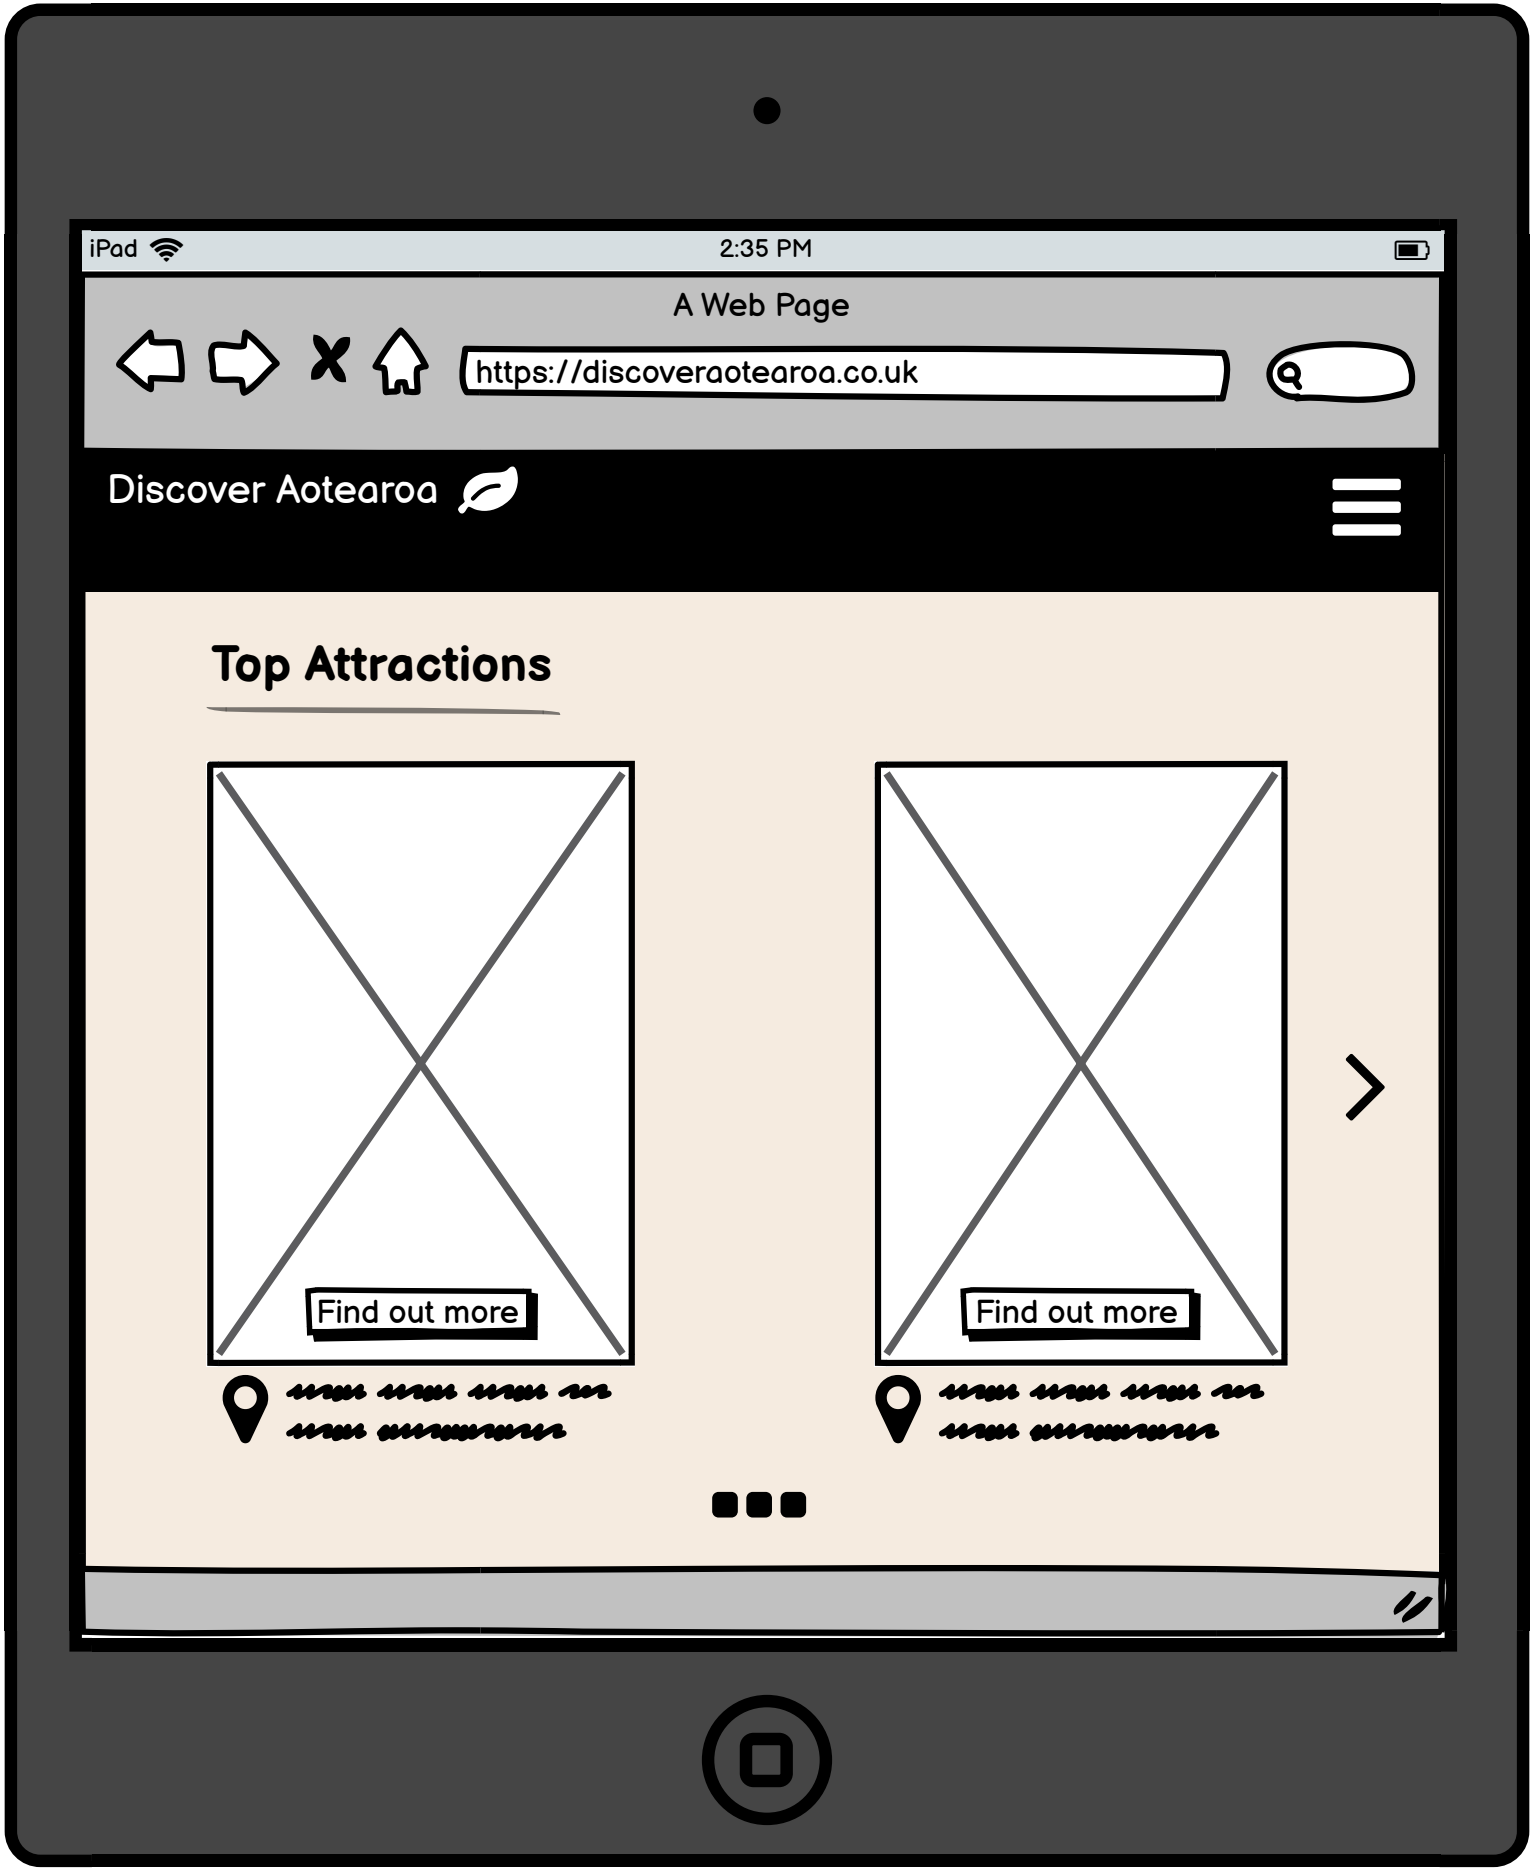 iPad
2:35 PM
A Web Page
https://discoveraotearoa.co.uk
Discover Aotearoa
Top Attractions
Find out more
Find out more